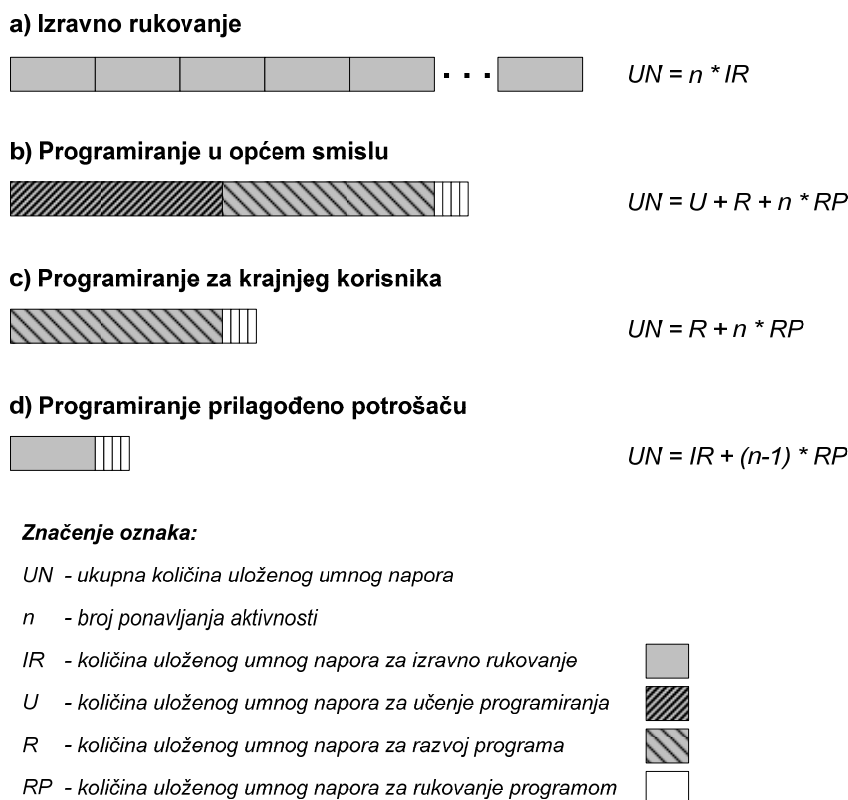 a) Izravno rukovanje
. . .
UN = n * IR
b) Programiranje u općem smislu
UN = U + R + n * RP
c) Programiranje za krajnjeg korisnika
UN = R + n * RP
d) Programiranje prilagođeno potrošaču
UN = IR + (n-1) * RP
Značenje oznaka:
UN - ukupna količina uloženog umnog napora
n - broj ponavljanja aktivnosti
IR - količina uloženog umnog napora za izravno rukovanje
U - količina uloženog umnog napora za učenje programiranja
R - količina uloženog umnog napora za razvoj programa
RP - količina uloženog umnog napora za rukovanje programom